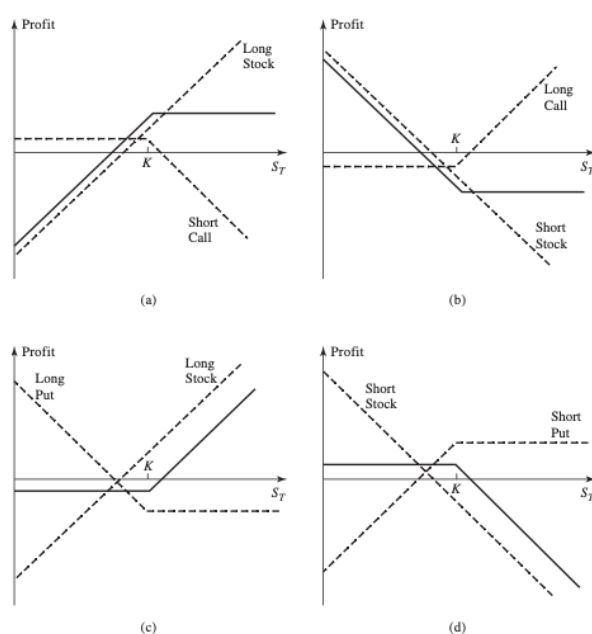 Profit
Long
Stock
K
S_T
Short
Call
(a)
Profit
Long
Call
K
S_T
Short
Stock
(b)
Profit
Long
Put
Long
Stock
K
S_T
(c)
Profit
Short
Stock
Short
Put
K
S_T
(d)